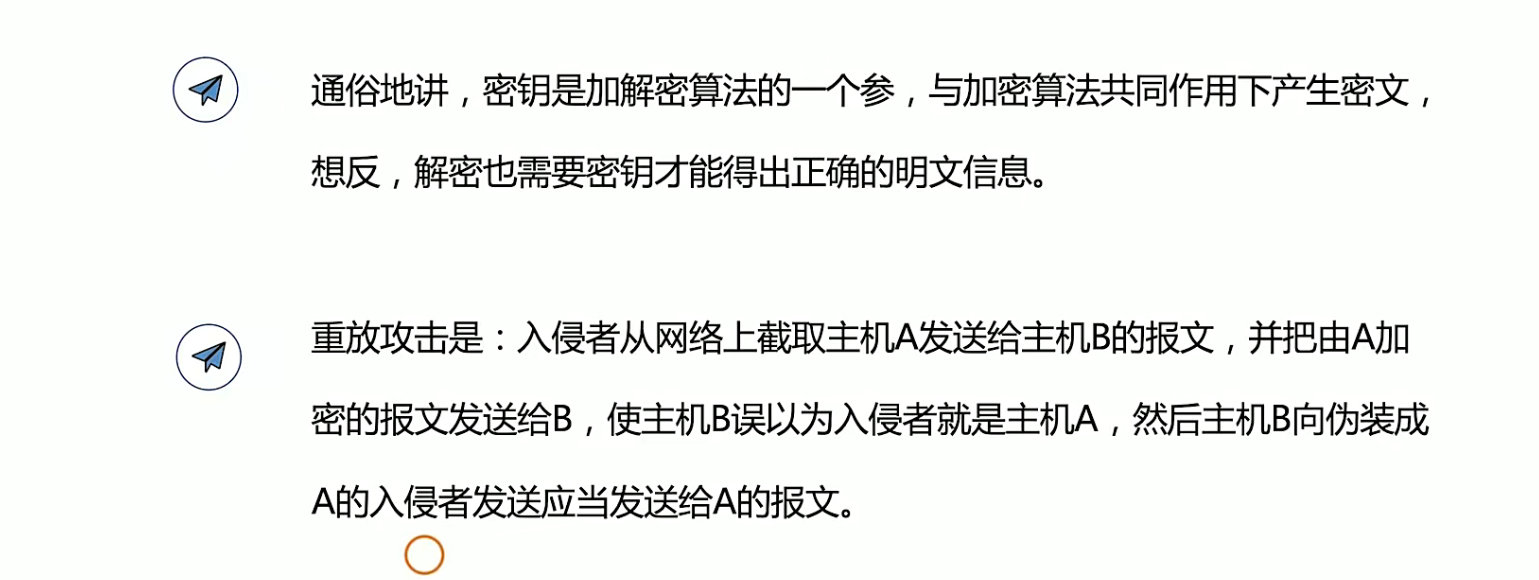 通俗地讲，密钥是加解密算法的一个参，与加密算法共同作用下产生密文，
想反，解密也需要密钥才能得出正确的明文信息。
重放攻击是：入侵者从网络上截取主机A发送给主机B的报文，并把由A加
密的报文发送给B，使主机B误以为入侵者就是主机A，然后主机B向伪装成
A的入侵者发送应当发送给A的报文。